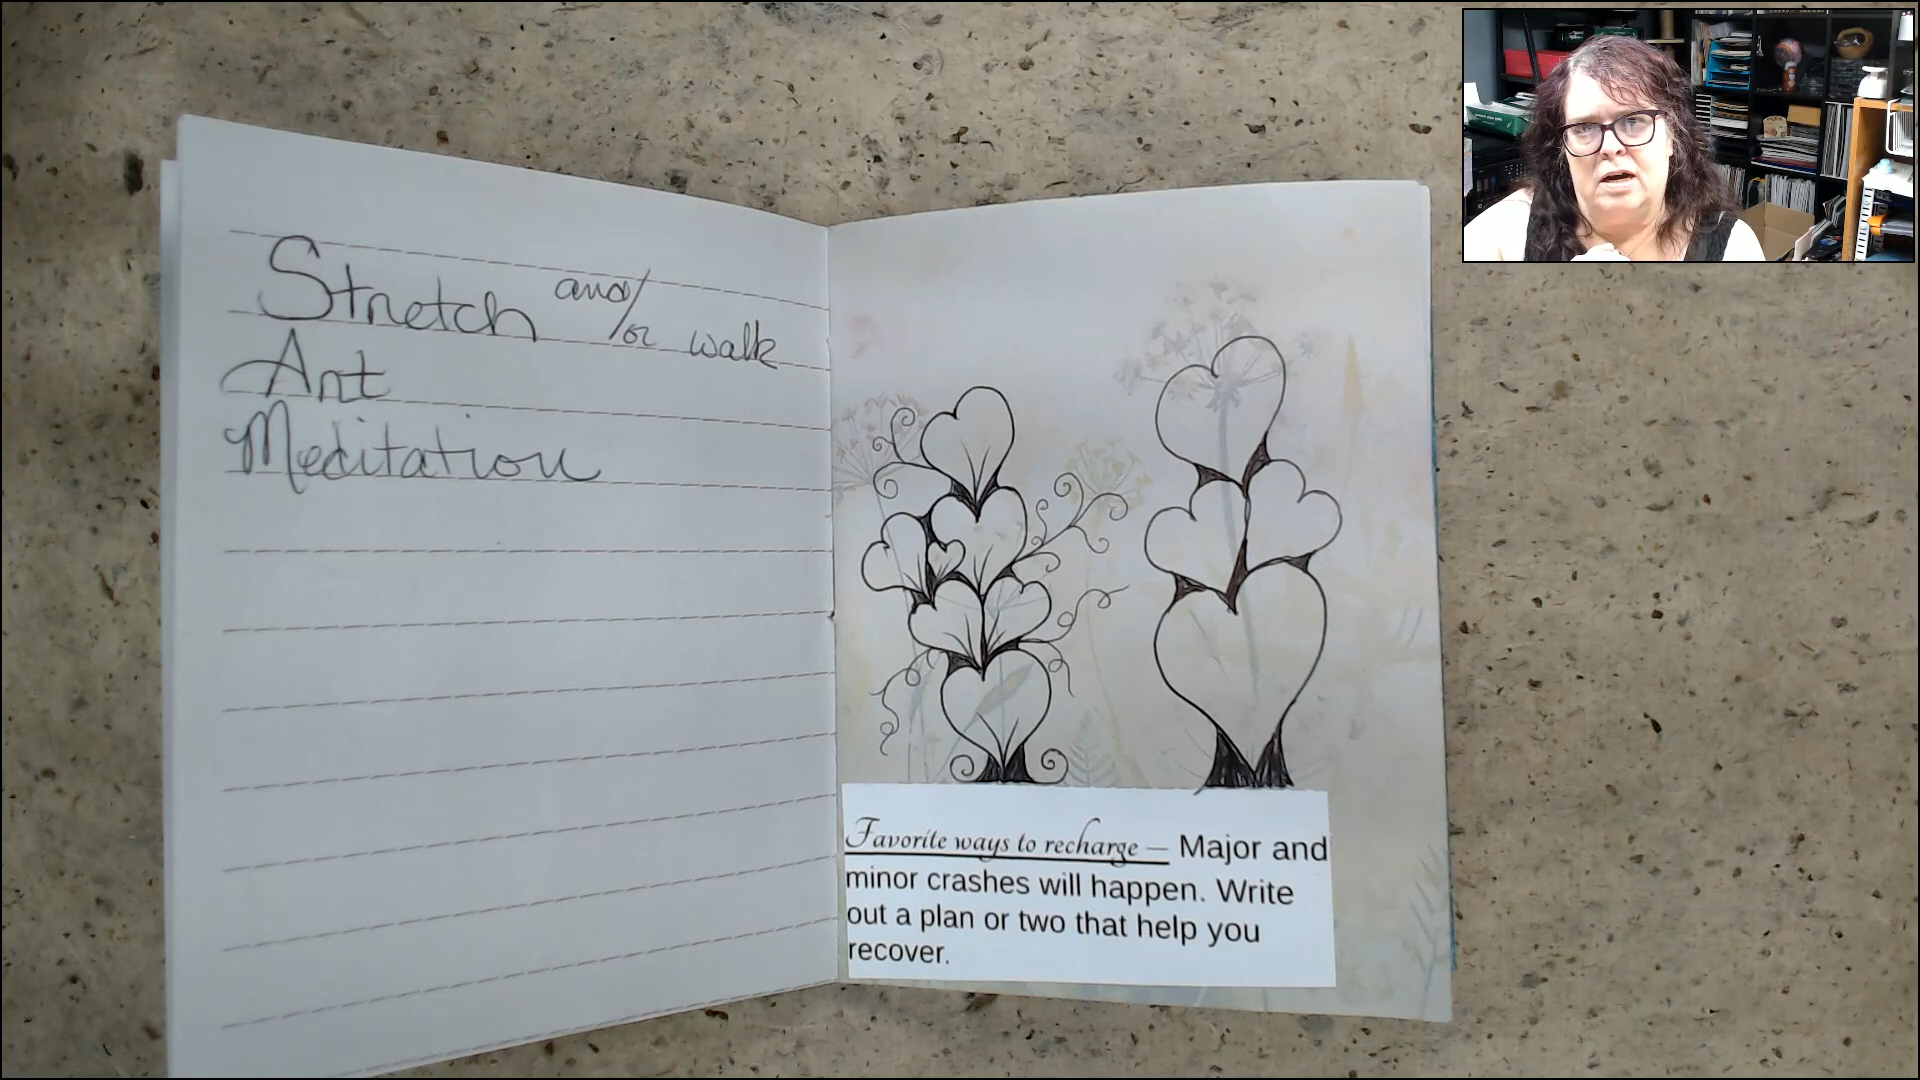 Stretch and/or walk
Art
Meditation
Favorite ways to recharge — Major and
minor crashes will happen. Write
out a plan or two that help you
recover.